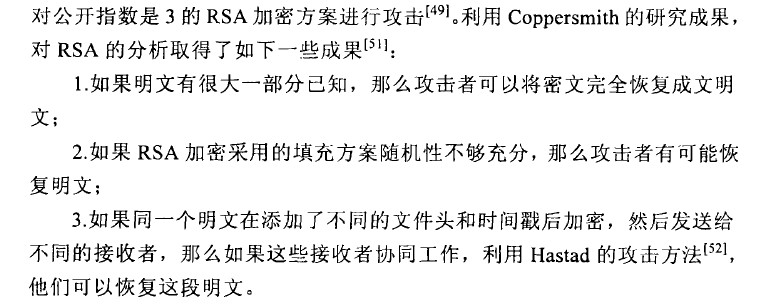 对公开指数是 3 的 RSA 加密方案进行攻击[49]。利用 Coppersmith 的研究成果,
对 RSA 的分析取得了如下一些成果[51]:
1.如果明文有很大一部分已知，那么攻击者可以将密文完全恢复成文明
文；
2.如果 RSA 加密采用的填充方案随机性不够充分，那么攻击者有可能恢
复明文；
3.如果同一个明文在添加了不同的文件头和时间戳后加密，然后发送给
不同的接收者，那么如果这些接收者协同工作，利用 Hastad 的攻击方法[52],
他们可以恢复这段明文。